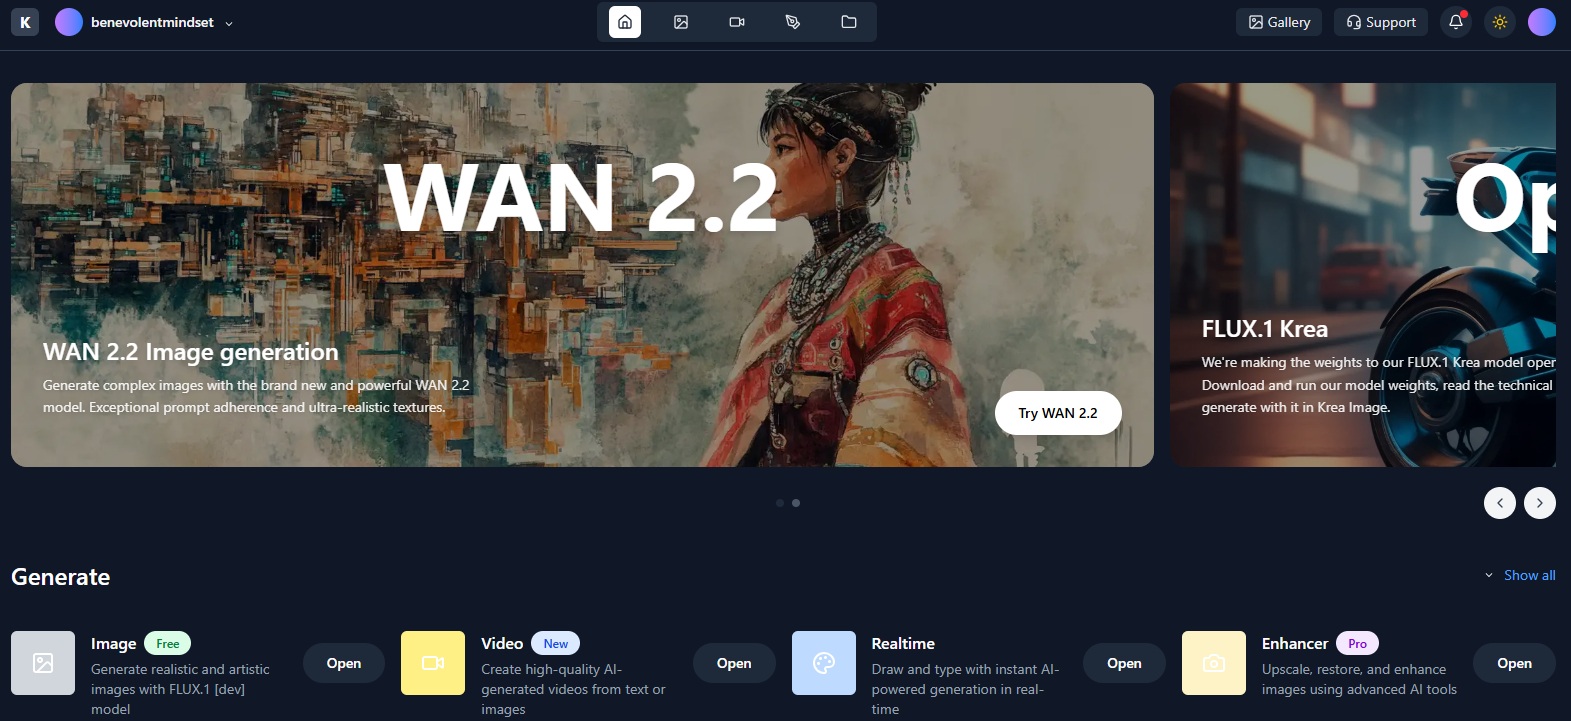 K
benevolentmindset
Gallery
Support
WAN 2.2
WAN 2.2 Image generation
Generate complex images with the brand new and powerful WAN 2.2
model. Exceptional prompt adherence and ultra-realistic textures.
Try WAN 2.2
Op
FLUX.1 Krea
We're making the weights to our FLUX.1 Krea model oper
Download and run our model weights, read the technical
generate with it in Krea Image.
Generate
Show all
Image Free
Generate realistic and artistic
images with FLUX.1 [dev]
model
Open
Video New
Create high-quality AI-
generated videos from text or
images
Open
Realtime
Draw and type with instant AI-
powered generation in real-
time
Open
Enhancer Pro
Upscale, restore, and enhance
images using advanced AI tools
Open